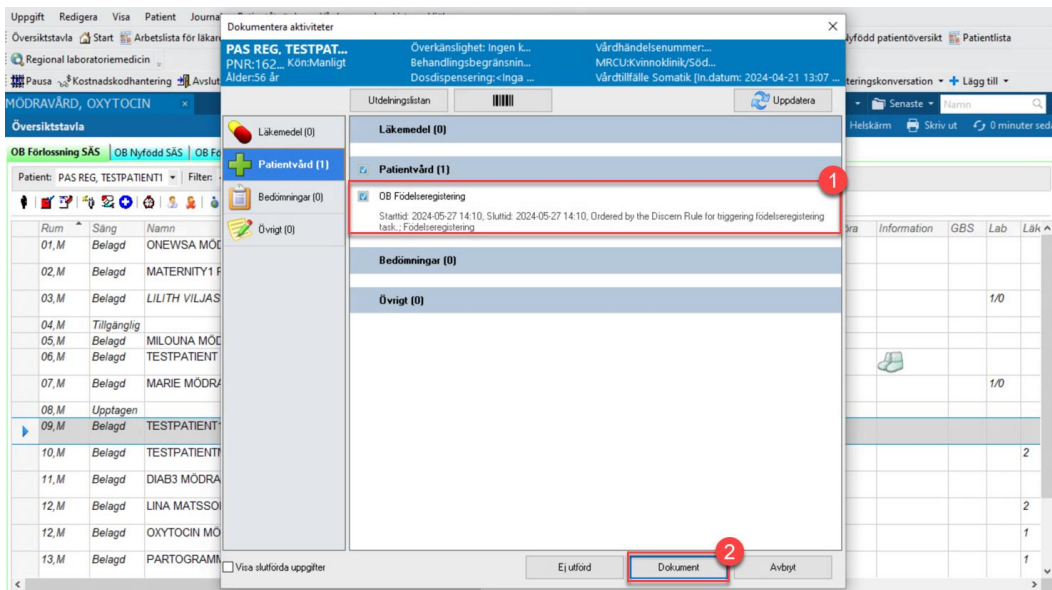 Uppgift Redigera Visa Patient Journa
Översiktstavla Start Arbetslista för läkar
Regional laboratoriemedicin
Pausa Kostnadskodhantering Avslut
MÖDRAVÅRD, OXYTOCIN ×
Översiktstavla
OB Förlossning SÄS OB Nyfödd SÄS OB Fö
Patient: PAS REG, TESTPATIENT1 Filter:
Rum Säng Namn
01,M Belagd ONEWSA MÖD
02,M Belagd MATERNITY1 F
03,M Belagd LILITH VILJAS
04,M Tillgänglig
05,M Belagd MILOUNA MÖD
06,M Belagd TESTPATIENT
07,M Belagd MARIE MÖDRA
08,M Upptagen
09,M Belagd TESTPATIENT
10,M Belagd TESTPATIENT
11,M Belagd DIAB3 MÖDRA
12,M Belagd LINA MATSSO
12,M Belagd OXYTOCIN MÖ
13,M Belagd PARTOGRAM
Dokumentera aktiviteter
PAS REG, TESTPAT... Överkänslighet: Ingen k... Vårdhändelsenummer:...
PNR:162... Kön:Manligt Behandlingsbegränsnin... MRCU:Kvinnoklinik/Söd...
Ålder:56 år Dosdispensering:<Inga ... Vårdtillfälle Somatik [In.datum: 2024-04-21 13:07 ...
Utdelningslistan Uppdatera
Läkemedel (0)
Patientvård (1)
Bedömningar (0)
Övrigt (0)
Läkemedel (0)
Patientvård (1)
1
OB Födelseregistering
Starttid: 2024-05-27 14:10, Sluttid: 2024-05-27 14:10, Ordered by the Discern Rule for triggering födelseregistering
task.; Födelseregistering
Bedömningar (0)
Övrigt (0)
Visa slutförda uppgifter
2
Ej utförd Dokument Avbryt
lyfödd patientöversikt Patientlista
teringskonversation Lägg till
Senaste Namn
Helskärm Skriv ut 0 minuter sed
öra Information GBS Lab Läk
1/0
1/0
2
2
1
1